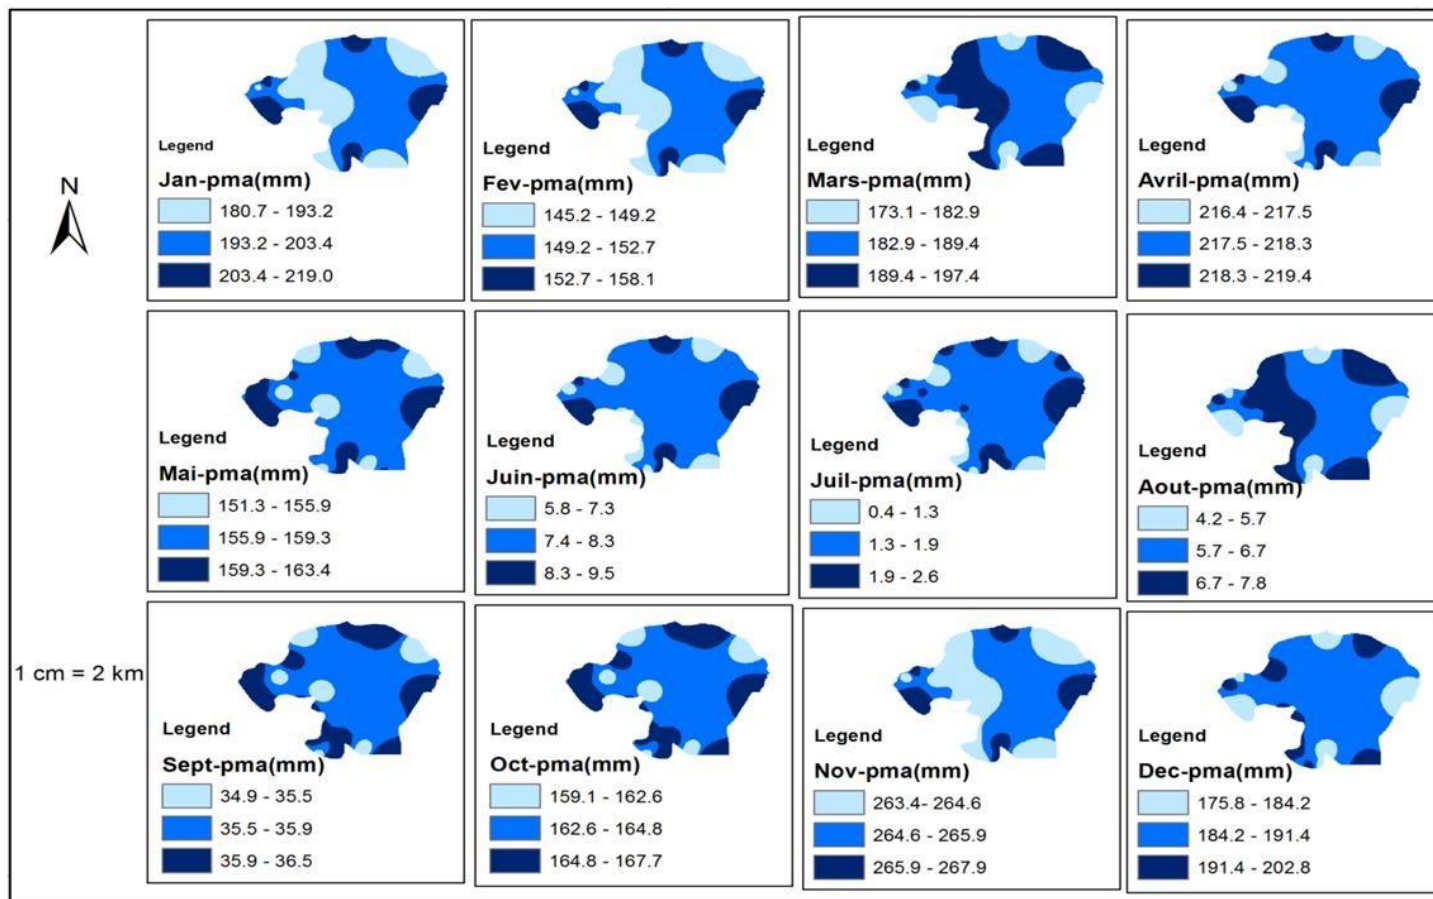 N
1 cm = 2 km
Legend
Jan-pma(mm)
180.7 - 193.2
193.2 - 203.4
203.4 - 219.0
Legend
Fev-pma(mm)
145.2 - 149.2
149.2 - 152.7
152.7 - 158.1
Legend
Mars-pma(mm)
173.1 - 182.9
182.9 - 189.4
189.4 - 197.4
Legend
Avril-pma(mm)
216.4 - 217.5
217.5 - 218.3
218.3 - 219.4
Legend
Mai-pma(mm)
151.3 - 155.9
155.9 - 159.3
159.3 - 163.4
Legend
Juin-pma(mm)
5.8 - 7.3
7.4 - 8.3
8.3 - 9.5
Legend
Juil-pma(mm)
0.4 - 1.3
1.3 - 1.9
1.9 - 2.6
Legend
Aout-pma(mm)
4.2 - 5.7
5.7 - 6.7
6.7 - 7.8
Legend
Sept-pma(mm)
34.9 - 35.5
35.5 - 35.9
35.9 - 36.5
Legend
Oct-pma(mm)
159.1 - 162.6
162.6 - 164.8
164.8 - 167.7
Legend
Nov-pma(mm)
263.4- 264.6
264.6 - 265.9
265.9 - 267.9
Legend
Dec-pma(mm)
175.8 - 184.2
184.2 - 191.4
191.4 - 202.8